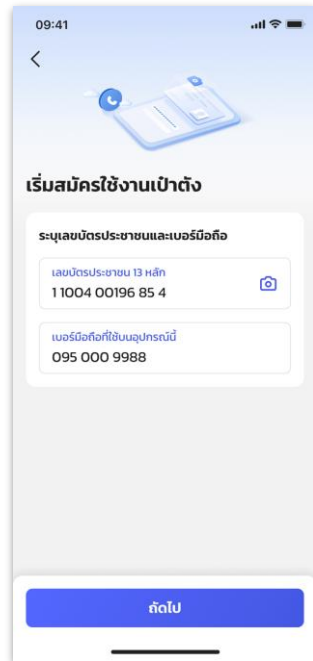 09:41
เริ่มสมัครใช้งานเป๋าตัง
ระบุเลขบัตรประชาชนและเบอร์มือถือ
เลขบัตรประชาชน 13 หลัก
1 1004 00196 85 4
เบอร์มือถือที่ใช้บนอุปกรณ์นี้
095 000 9988
ถัดไป